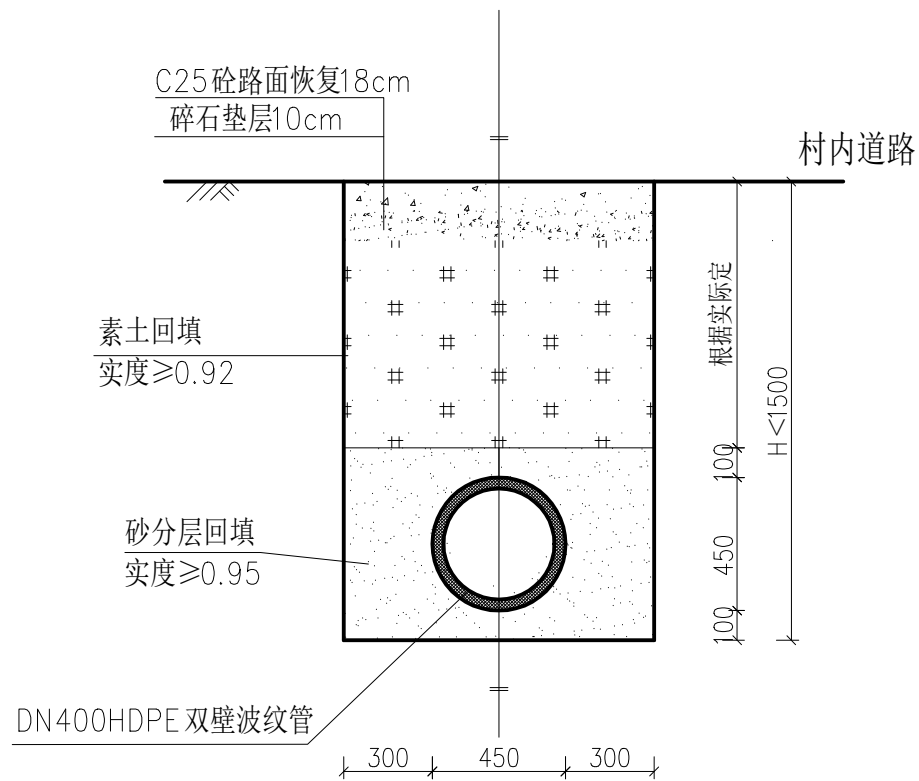 C25砼路面恢复18cm
碎石垫层10cm
村内道路
根据实际定
素土回填
实度≥0.92
H<1500
100
砂分层回填
实度≥0.95
450
100
DN400HDPE双壁波纹管
300
450
300